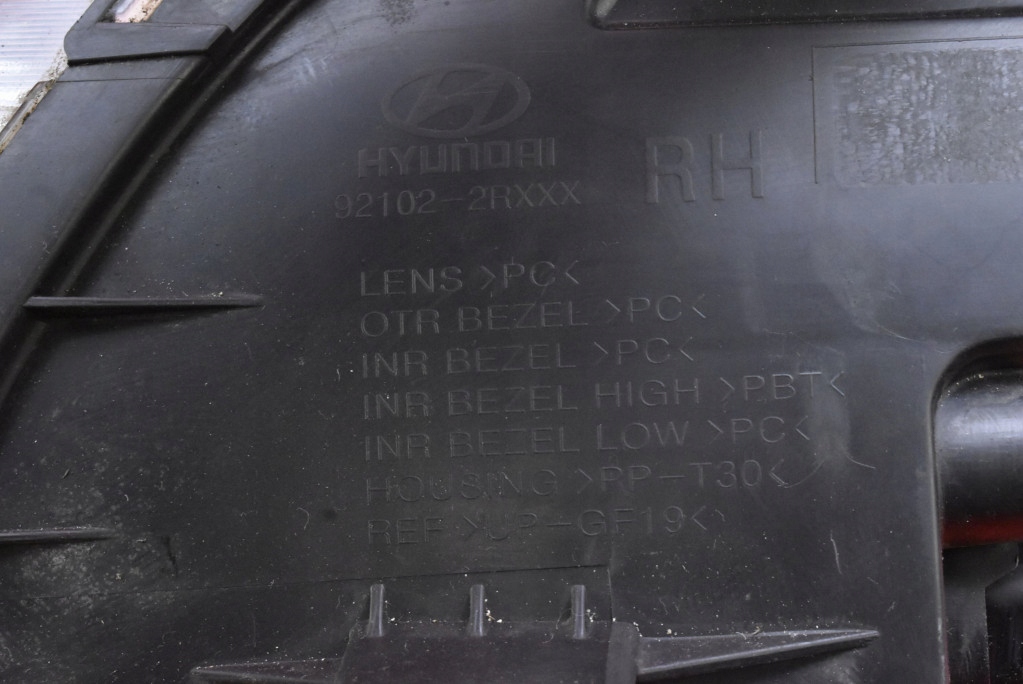 HYUNDAI
92102-2RXXX
RH
LENS >PC<
OTR BEZEL >PC<
INR BEZEL >PC<
INR BEZEL HIGH >PBT<
INR BEZEL LOW >PC<
HOUSING >PP-T30<
REF